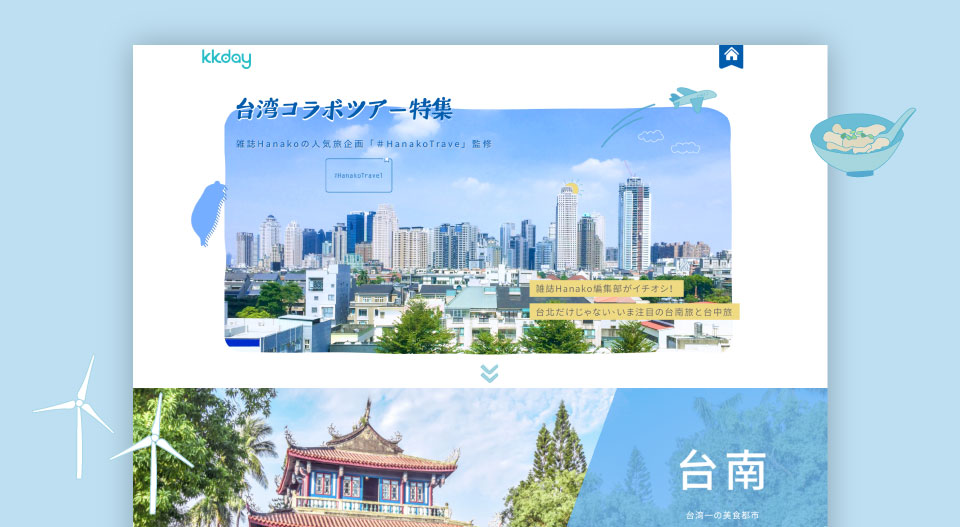 kkday
台湾コラボツアー特集
雑誌Hanakoの人気旅企画「#HanakoTrave」監修
#HanakoTravel
雑誌Hanako編集部がイチオシ!
台北だけじゃない・いま注目の台南旅と台中旅
台南
台湾一の美食都市